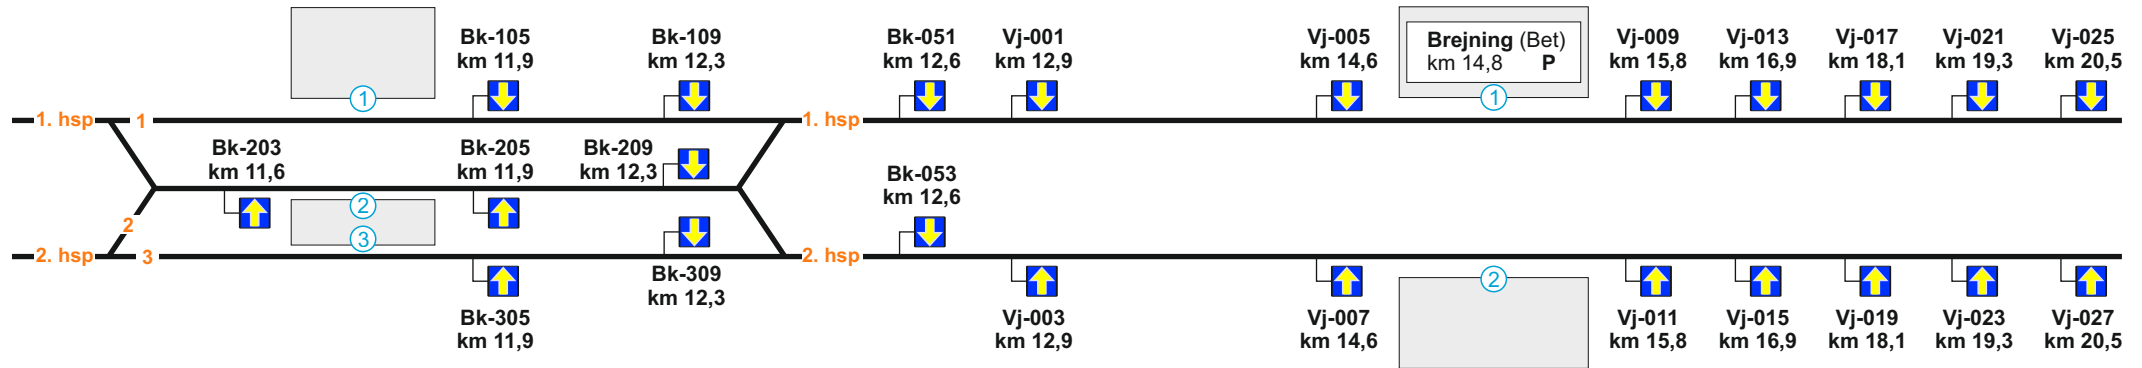 Bk-105
km 11,9
Bk-109
km 12,3
Bk-051
km 12,6
Vj-001
km 12,9
Vj-005
km 14,6
Brejning (Bet)
km 14,8 P
Vj-009
km 15,8
Vj-013
km 16,9
Vj-017
km 18,1
Vj-021
km 19,3
Vj-025
km 20,5
1
1
1. hsp
1
1. hsp
Bk-203
km 11,6
Bk-205
km 11,9
Bk-209
km 12,3
Bk-053
km 12,6
2
2
3
2. hsp
3
2. hsp
2
Bk-305
km 11,9
Bk-309
km 12,3
Vj-003
km 12,9
Vj-007
km 14,6
Vj-011
km 15,8
Vj-015
km 16,9
Vj-019
km 18,1
Vj-023
km 19,3
Vj-027
km 20,5